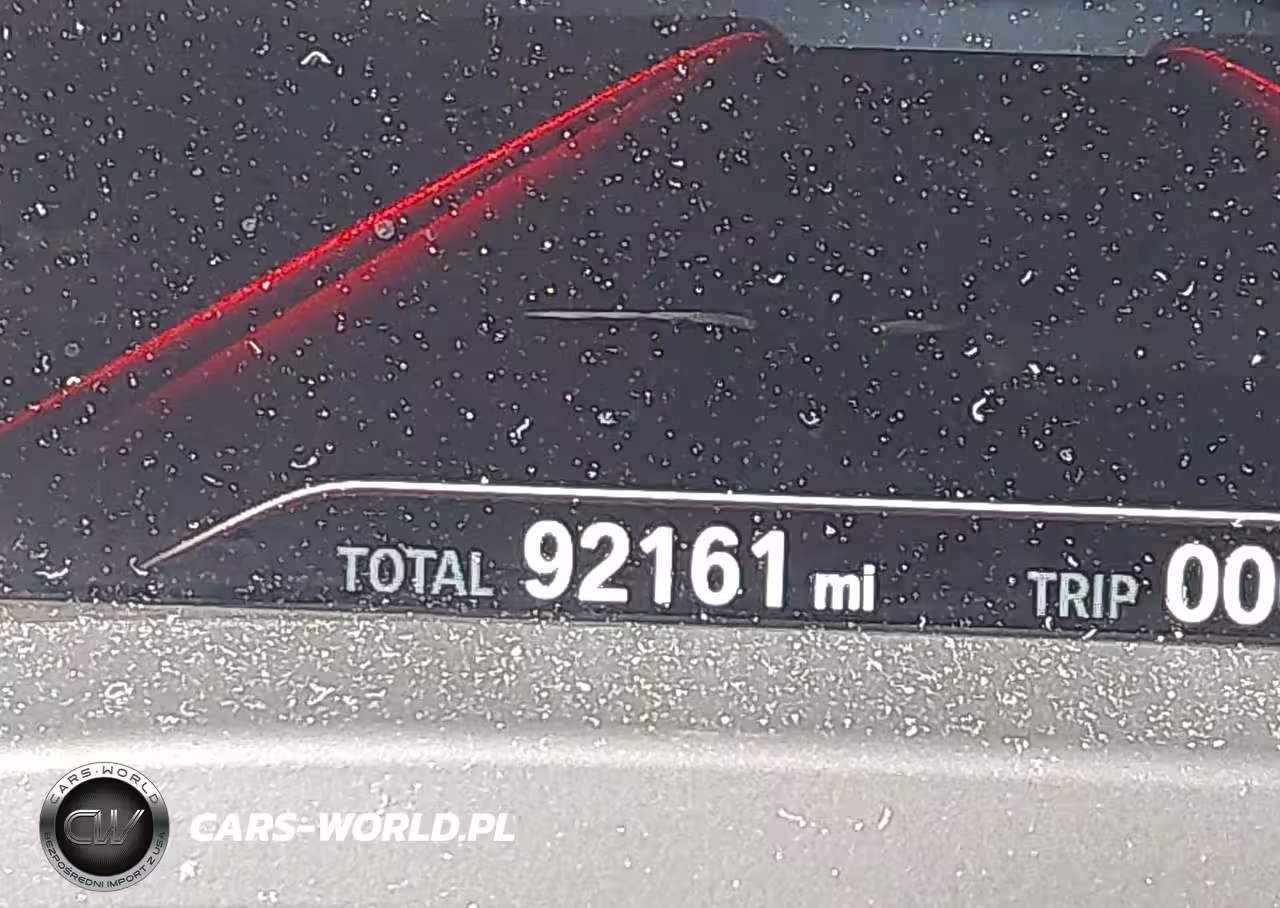 TOTAL 92161 mi TRIP 00
CARS-WORLD
CW
BEZPOŚREDNI IMPORT Z USA
CARS-WORLD.PL